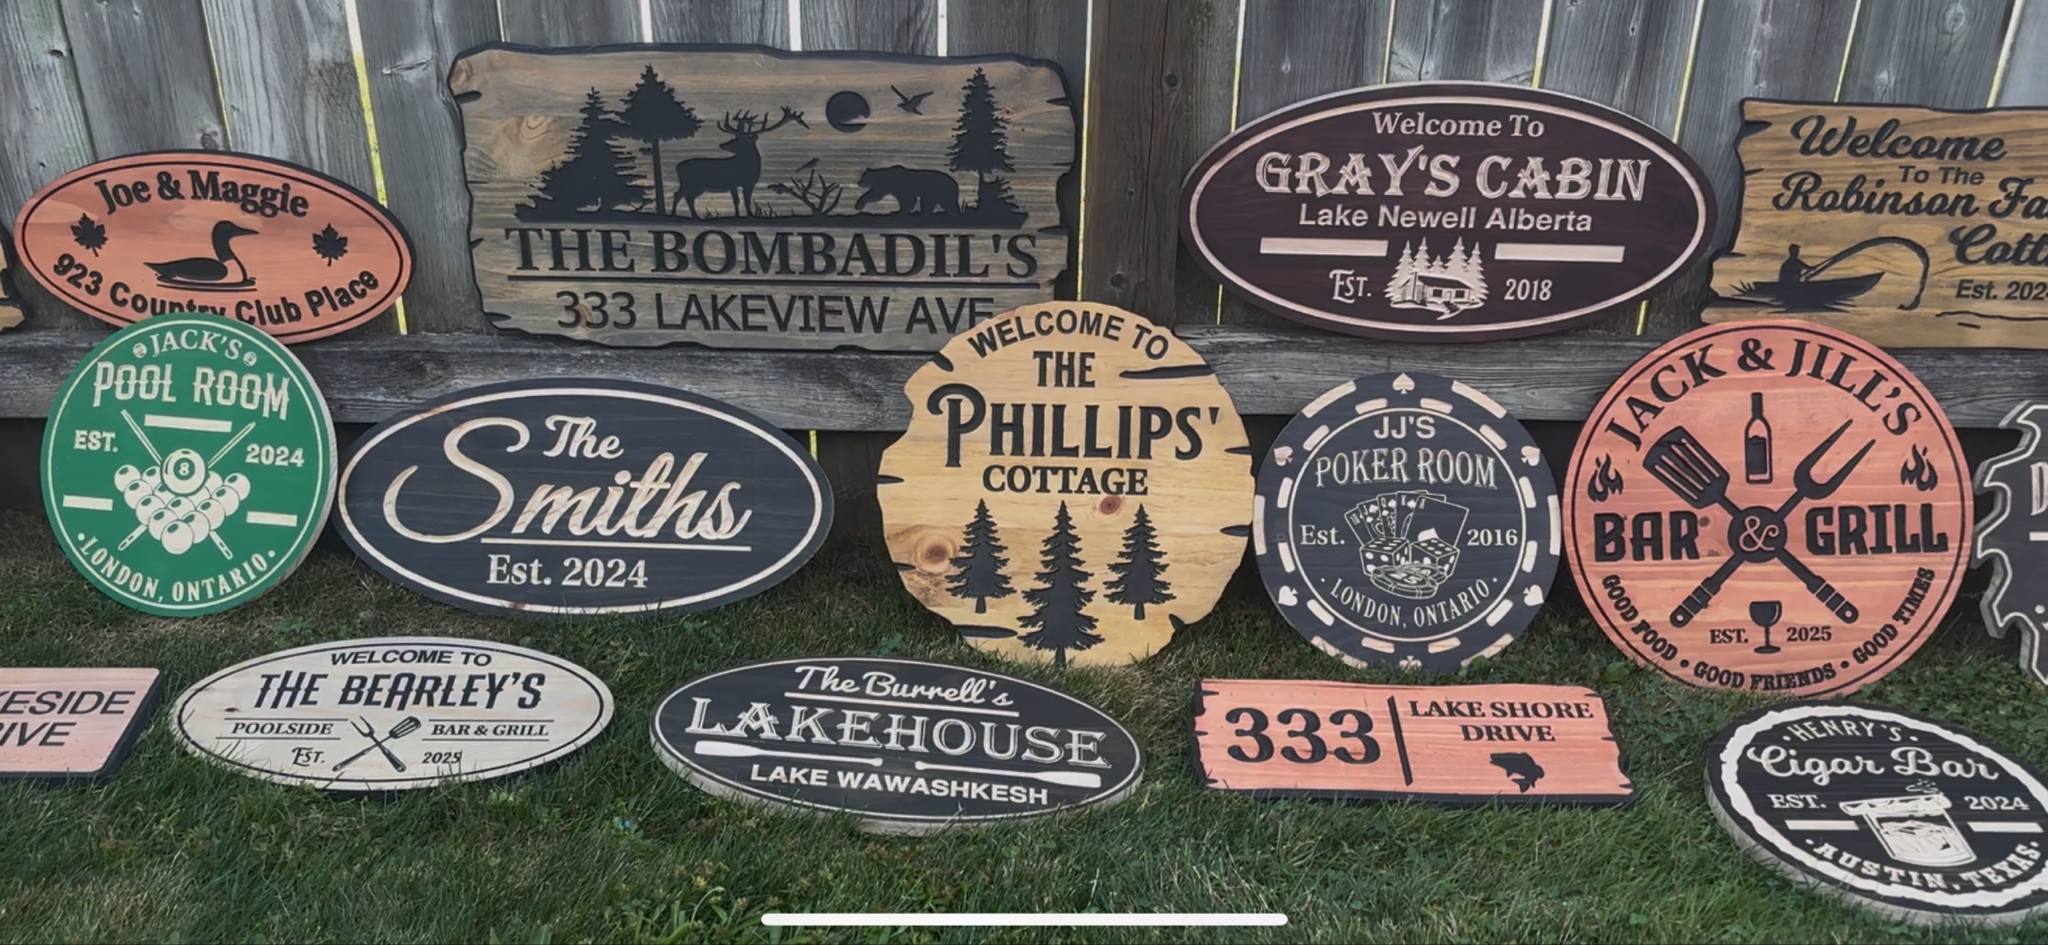 Joe & Maggie
923 Country Club Place
THE BOMBADIL'S
333 LAKEVIEW AVE
Welcome To
GRAY'S CABIN
Lake Newell Alberta
EST. 2018
Welcome
To The
Robinson Fa
Cott
Est. 202
JACK'S
POOL ROOM
EST. 2024
8
LONDON, ONTARIO
The
Smiths
Est. 2024
WELCOME TO
THE
PHILLIPS'
COTTAGE
JJ'S
POKER ROOM
Est. 2016
LONDON, ONTARIO
JACK & JILL'S
BAR & GRILL
EST. 2025
GOOD FOOD • GOOD FRIENDS • GOOD TIMES
KESIDE
IVE
WELCOME TO
THE BEARLEY'S
POOLSIDE BAR & GRILL
EST. 2025
The Burrell's
LAKEHOUSE
LAKE WAWASHKESH
333 LAKE SHORE
DRIVE
HENRY'S
Cigar Bar
EST. 2024
AUSTIN, TEXAS